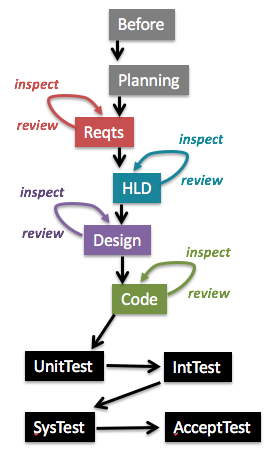 Before
Planning
inspect
review
Reqts
inspect
review
HLD
inspect
review
Design
inspect
review
Code
UnitTest
IntTest
SysTest
AcceptTest